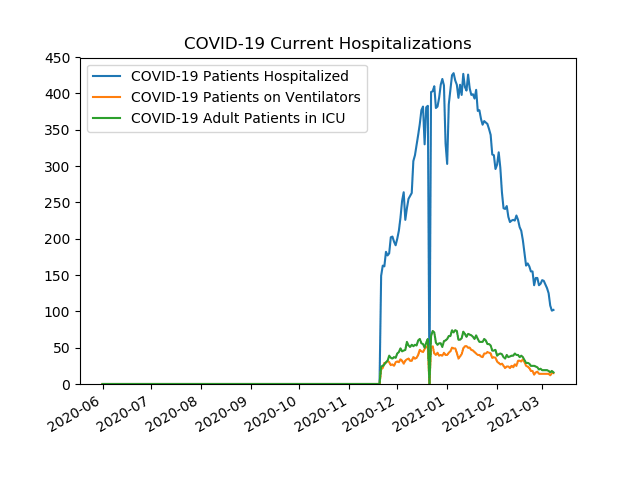 COVID-19 Current Hospitalizations
450
400
350
300
250
200
150
100
50
0
COVID-19 Patients Hospitalized
COVID-19 Patients on Ventilators
COVID-19 Adult Patients in ICU
2020-06 2020-07 2020-08 2020-09 2020-10 2020-11 2020-12 2021-01 2021-02 2021-03